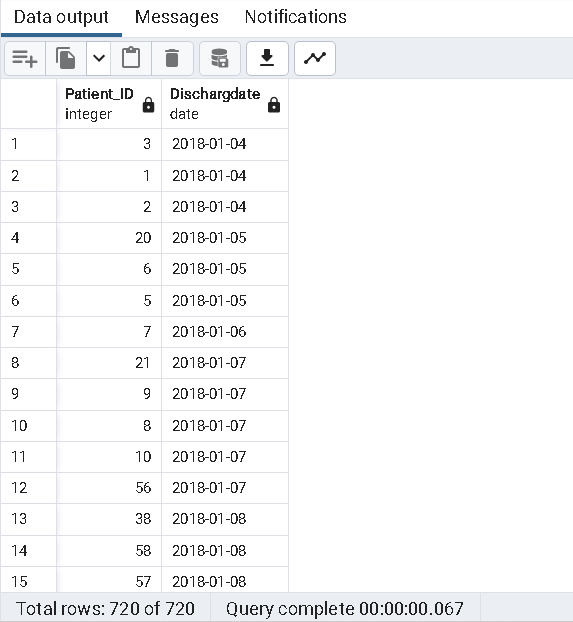 Data output Messages Notifications
Patient_ID Dischargdate
integer date
1 3 2018-01-04
2 1 2018-01-04
3 2 2018-01-04
4 20 2018-01-05
5 6 2018-01-05
6 5 2018-01-05
7 7 2018-01-06
8 21 2018-01-07
9 9 2018-01-07
10 8 2018-01-07
11 10 2018-01-07
12 56 2018-01-07
13 38 2018-01-08
14 58 2018-01-08
15 57 2018-01-08
Total rows: 720 of 720 Query complete 00:00:00.067